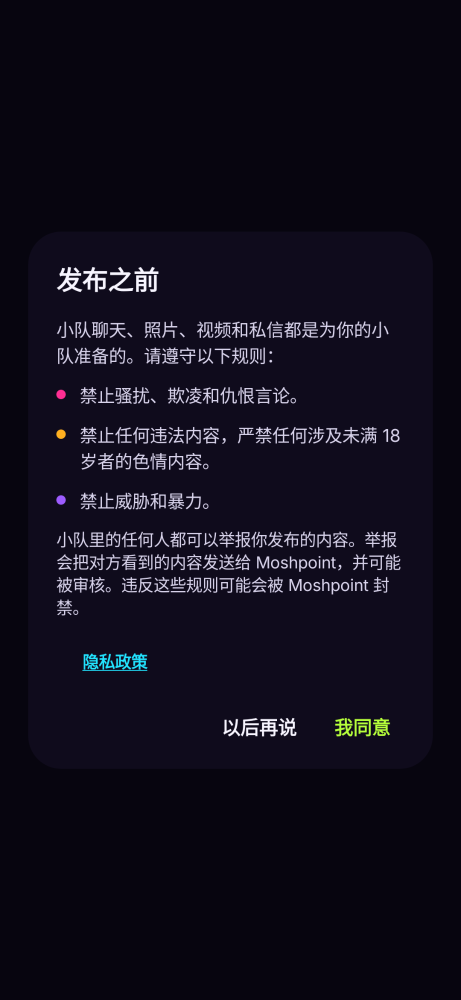 发布之前
小队聊天、照片、视频和私信都是为你的小
队准备的。请遵守以下规则：
禁止骚扰、欺凌和仇恨言论。
禁止任何违法内容，严禁任何涉及未满 18
岁者的色情内容。
禁止威胁和暴力。
小队里的任何人都可以举报你发布的内容。举报
会把对方看到的内容发送给 Moshpoint，并可能
被审核。违反这些规则可能会被 Moshpoint 封
禁。
隐私政策
以后再说 我同意